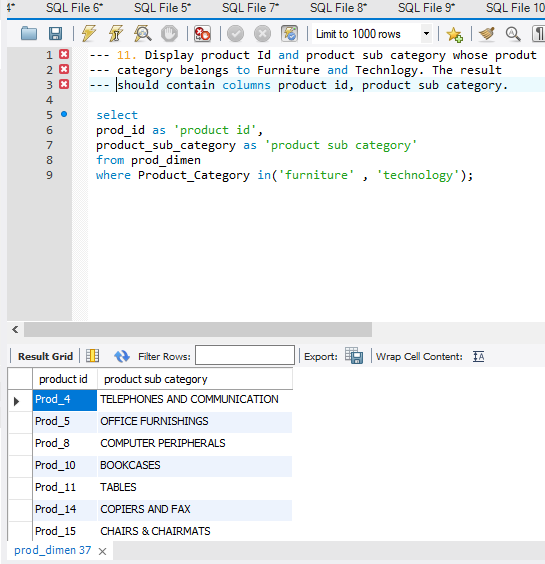 4* SQL File 6* SQL File 5* SQL File 7* SQL File 8* SQL File 9* SQL File 10
Limit to 1000 rows
1 --- 11. Display product Id and product sub category whose produt
2 --- category belongs to Furniture and Technlogy. The result
3 --- should contain columns product id, product sub category.
4
5 select
6 prod_id as 'product id',
7 product_sub_category as 'product sub category'
8 from prod_dimen
9 where Product_Category in('furniture' , 'technology');
Result Grid Filter Rows: Export: Wrap Cell Content:
product id product sub category
Prod_4 TELEPHONES AND COMMUNICATION
Prod_5 OFFICE FURNISHINGS
Prod_8 COMPUTER PERIPHERALS
Prod_10 BOOKCASES
Prod_11 TABLES
Prod_14 COPIERS AND FAX
Prod_15 CHAIRS & CHAIRMATS
prod_dimen 37